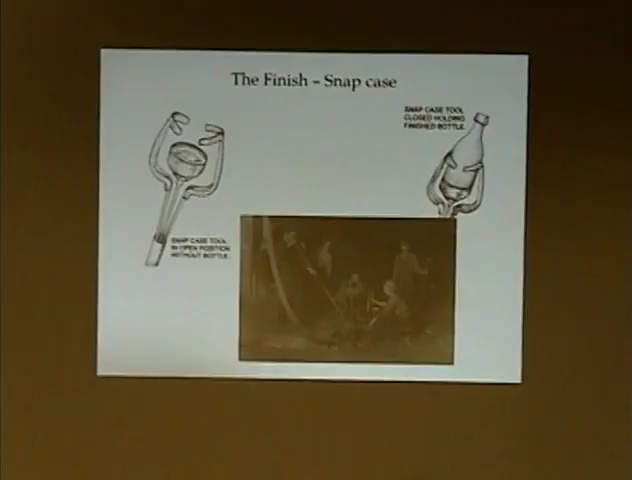 The Finish – Snap case
SNAP CASE TOOL
CLOSED HOLDING
FINISHED BOTTLE.
SNAP CASE TOOL
IN OPEN POSITION
WITHOUT BOTTLE.